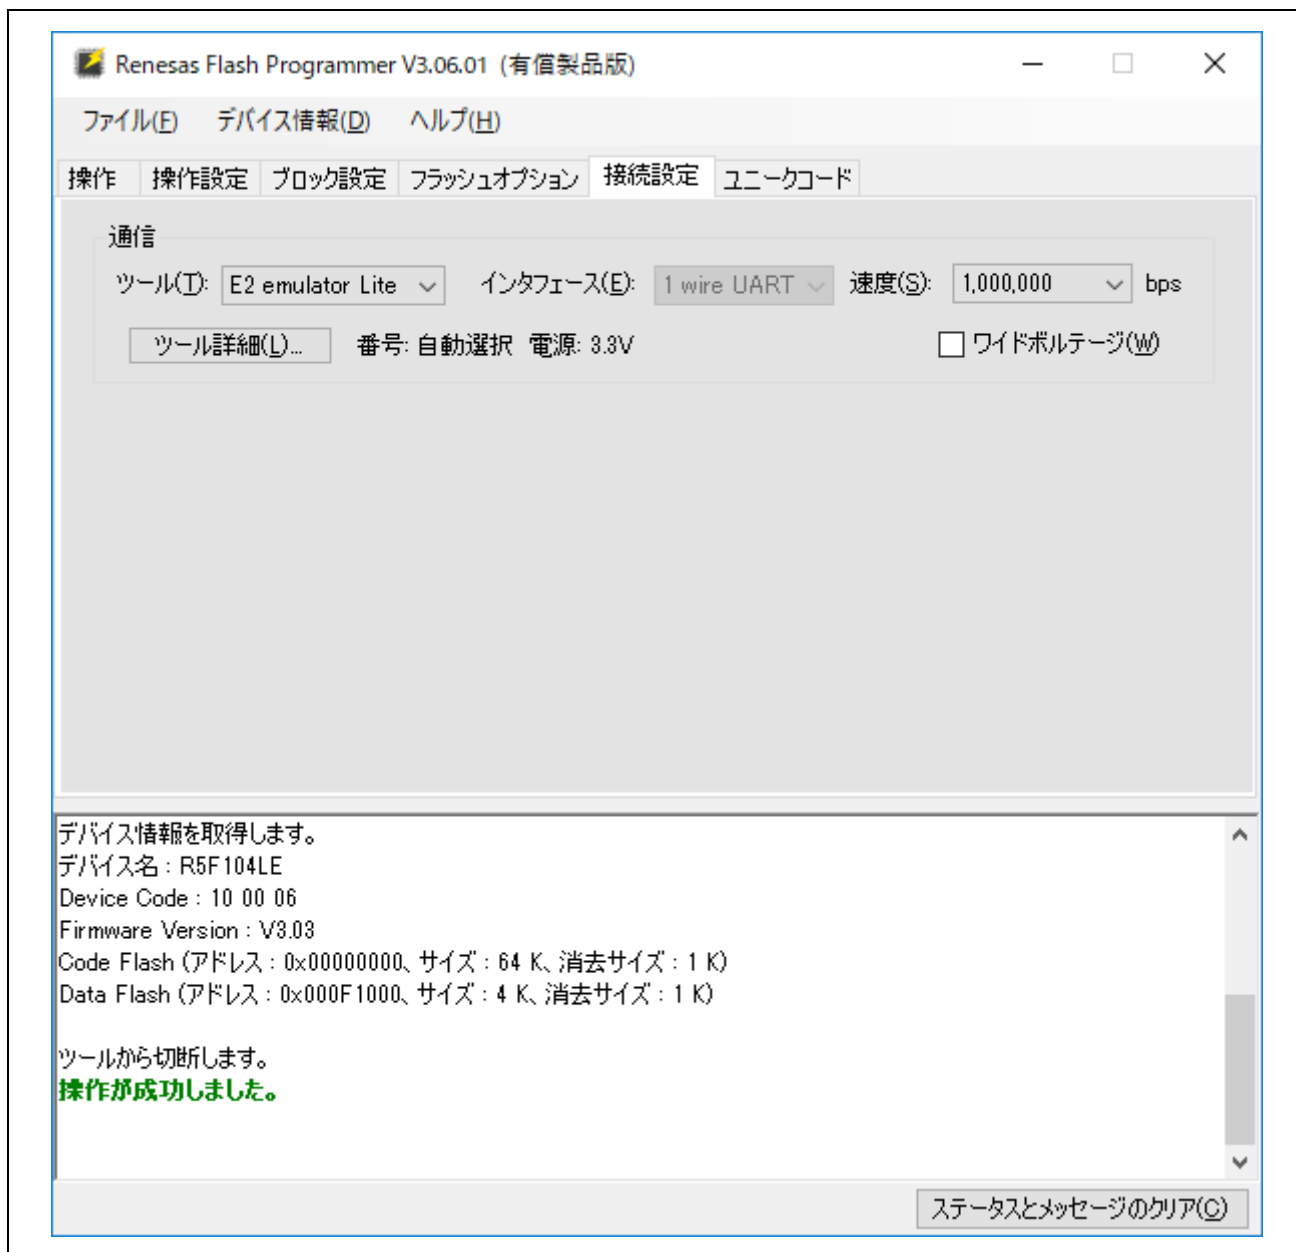 Renesas Flash Programmer V3.06.01 (有償製品版)
ファイル(F) デバイス情報(D) ヘルプ(H)
操作 操作設定 ブロック設定 フラッシュオプション 接続設定 ユニークコード
通信
ツール(T): E2 emulator Lite インタフェース(E): 1 wire UART 速度(S): 1,000,000 bps
ツール詳細(L)... 番号: 自動選択 電源: 3.3V ワイドボルテージ(W)
デバイス情報を取得します。
デバイス名 : R5F104LE
Device Code : 10 00 06
Firmware Version : V3.03
Code Flash (アドレス : 0x00000000、サイズ : 64 K、消去サイズ : 1 K)
Data Flash (アドレス : 0x000F1000、サイズ : 4 K、消去サイズ : 1 K)
ツールから切断します。
操作が成功しました。
ステータスとメッセージのクリア(C)